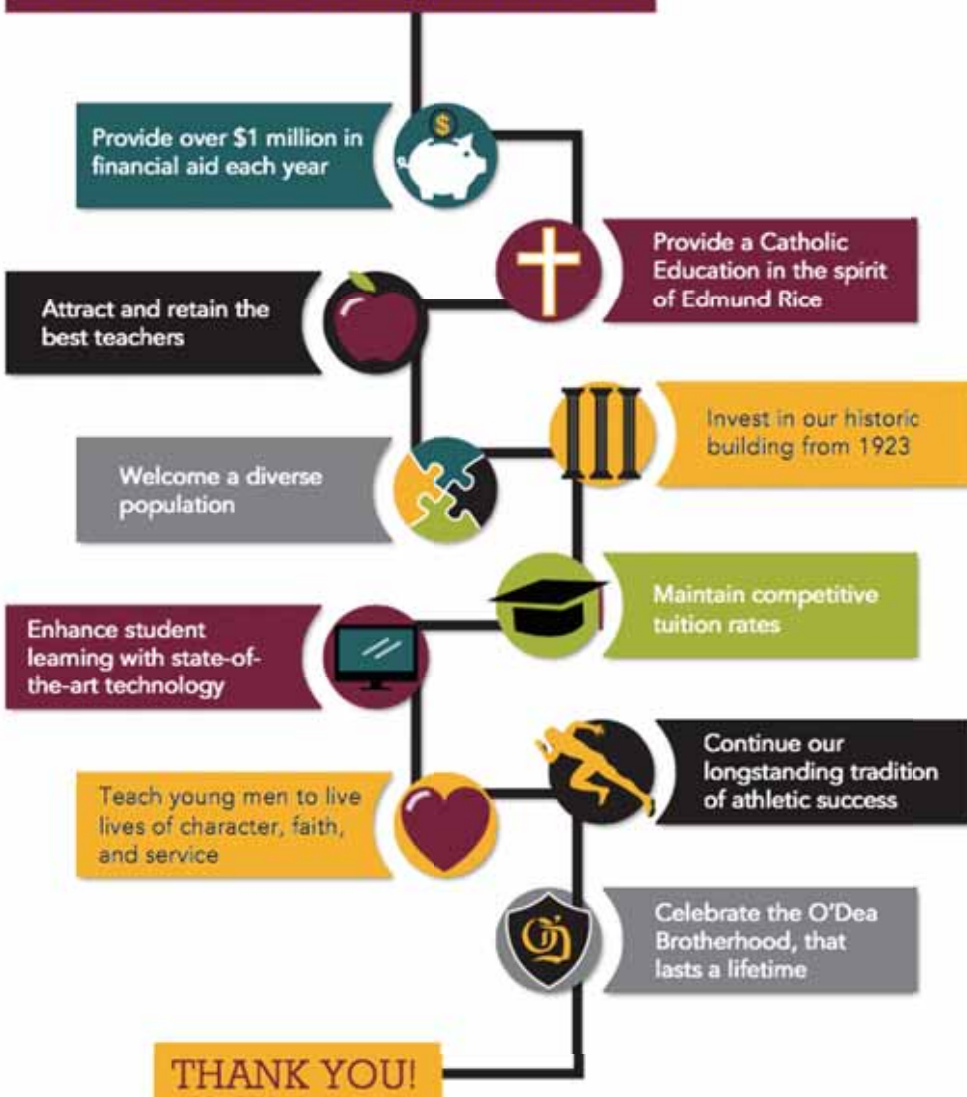 $
Provide over $1 million in
financial aid each year
Provide a Catholic
Education in the spirit
of Edmund Rice
Attract and retain the
best teachers
Invest in our historic
building from 1923
Welcome a diverse
population
Maintain competitive
tuition rates
Enhance student
learning with state-of-
the-art technology
Continue our
longstanding tradition
of athletic success
Teach young men to live
lives of character, faith,
and service
OD
Celebrate the O'Dea
Brotherhood, that
lasts a lifetime
THANK YOU!